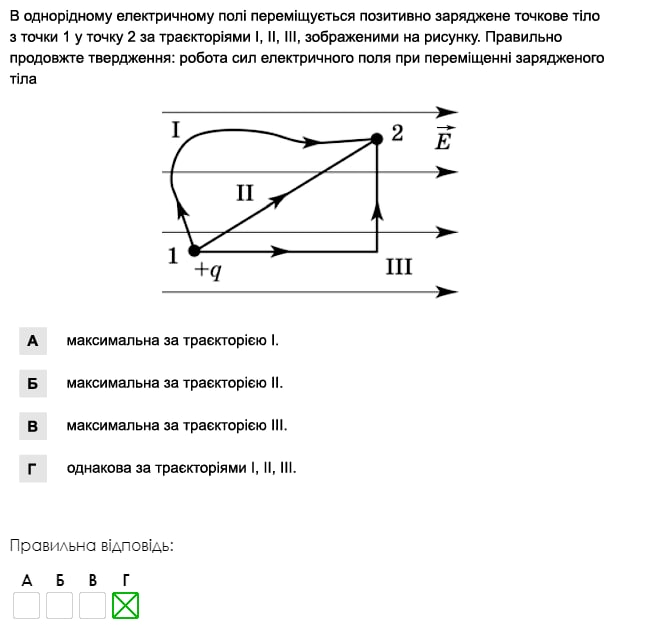 В однорідному електричному полі переміщується позитивно заряджене точкове тіло
з точки 1 у точку 2 за траєкторіями I, II, III, зображеними на рисунку. Правильно
продовжте твердження: робота сил електричного поля при переміщенні зарядженого
тіла
I
2
E
II
1
+q
III
А максимальна за траєкторією I.
Б максимальна за траєкторією II.
В максимальна за траєкторією III.
Г однакова за траєкторіями I, II, III.
Правильна відповідь:
А Б В Г